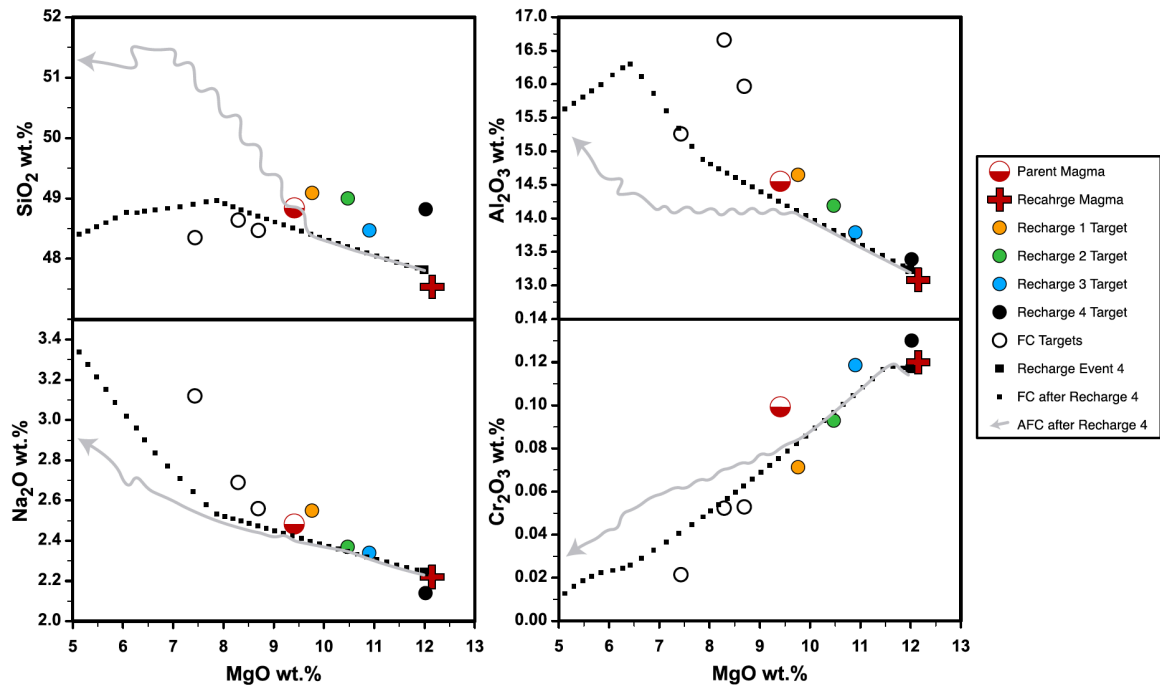 52
51
50
49
48
SiO2 wt.%
17.0
16.5
16.0
15.5
15.0
14.5
14.0
13.5
13.0
0.14
Al2O3 wt.%
3.4
3.2
3.0
2.8
2.6
2.4
2.2
2.0
Na2O wt.%
5 6 7 8 9 10 11 12 13
MgO wt.%
0.12
0.10
0.08
0.06
0.04
0.02
0.00
Cr2O3 wt.%
5 6 7 8 9 10 11 12 13
MgO wt.%
Parent Magma
Recahrge Magma
Recharge 1 Target
Recharge 2 Target
Recharge 3 Target
Recharge 4 Target
FC Targets
Recharge Event 4
FC after Recharge 4
AFC after Recharge 4